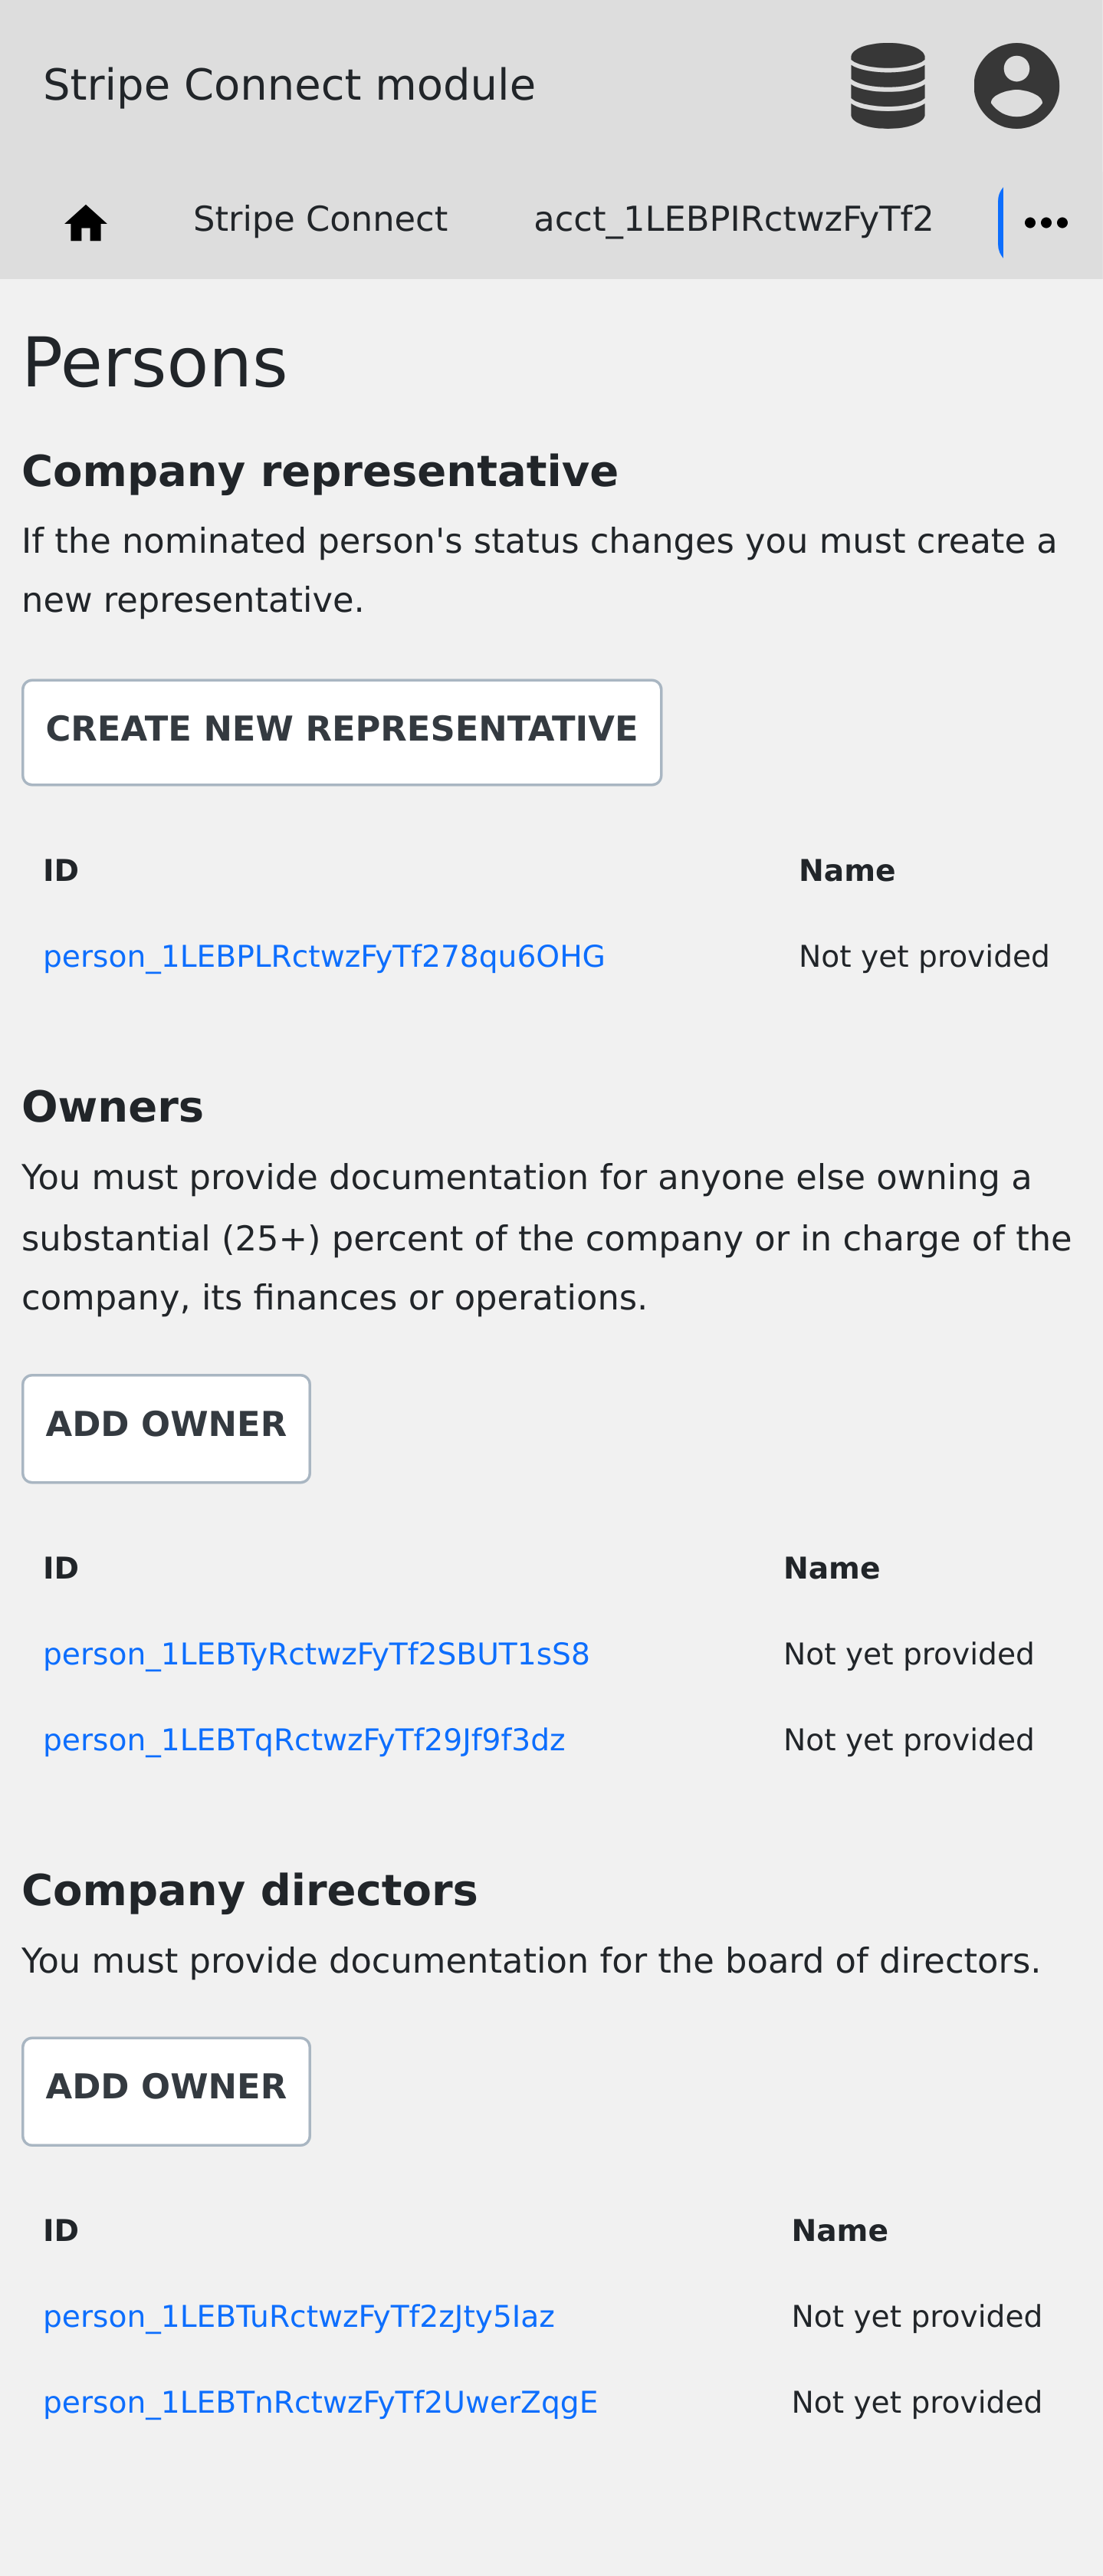 Stripe Connect module
Stripe Connect acct_1LEBPIRctwzFyTf2
Persons
Company representative
If the nominated person's status changes you must create a
new representative.
CREATE NEW REPRESENTATIVE
ID Name
person_1LEBPLRctwzFyTf278qu6OHG Not yet provided
Owners
You must provide documentation for anyone else owning a
substantial (25+) percent of the company or in charge of the
company, its finances or operations.
ADD OWNER
ID Name
person_1LEBTyRctwzFyTf2SBUT1sS8 Not yet provided
person_1LEBTqRctwzFyTf29Jf9f3dz Not yet provided
Company directors
You must provide documentation for the board of directors.
ADD OWNER
ID Name
person_1LEBTuRctwzFyTf2zJty5Iaz Not yet provided
person_1LEBTnRctwzFyTf2UwerZqgE Not yet provided